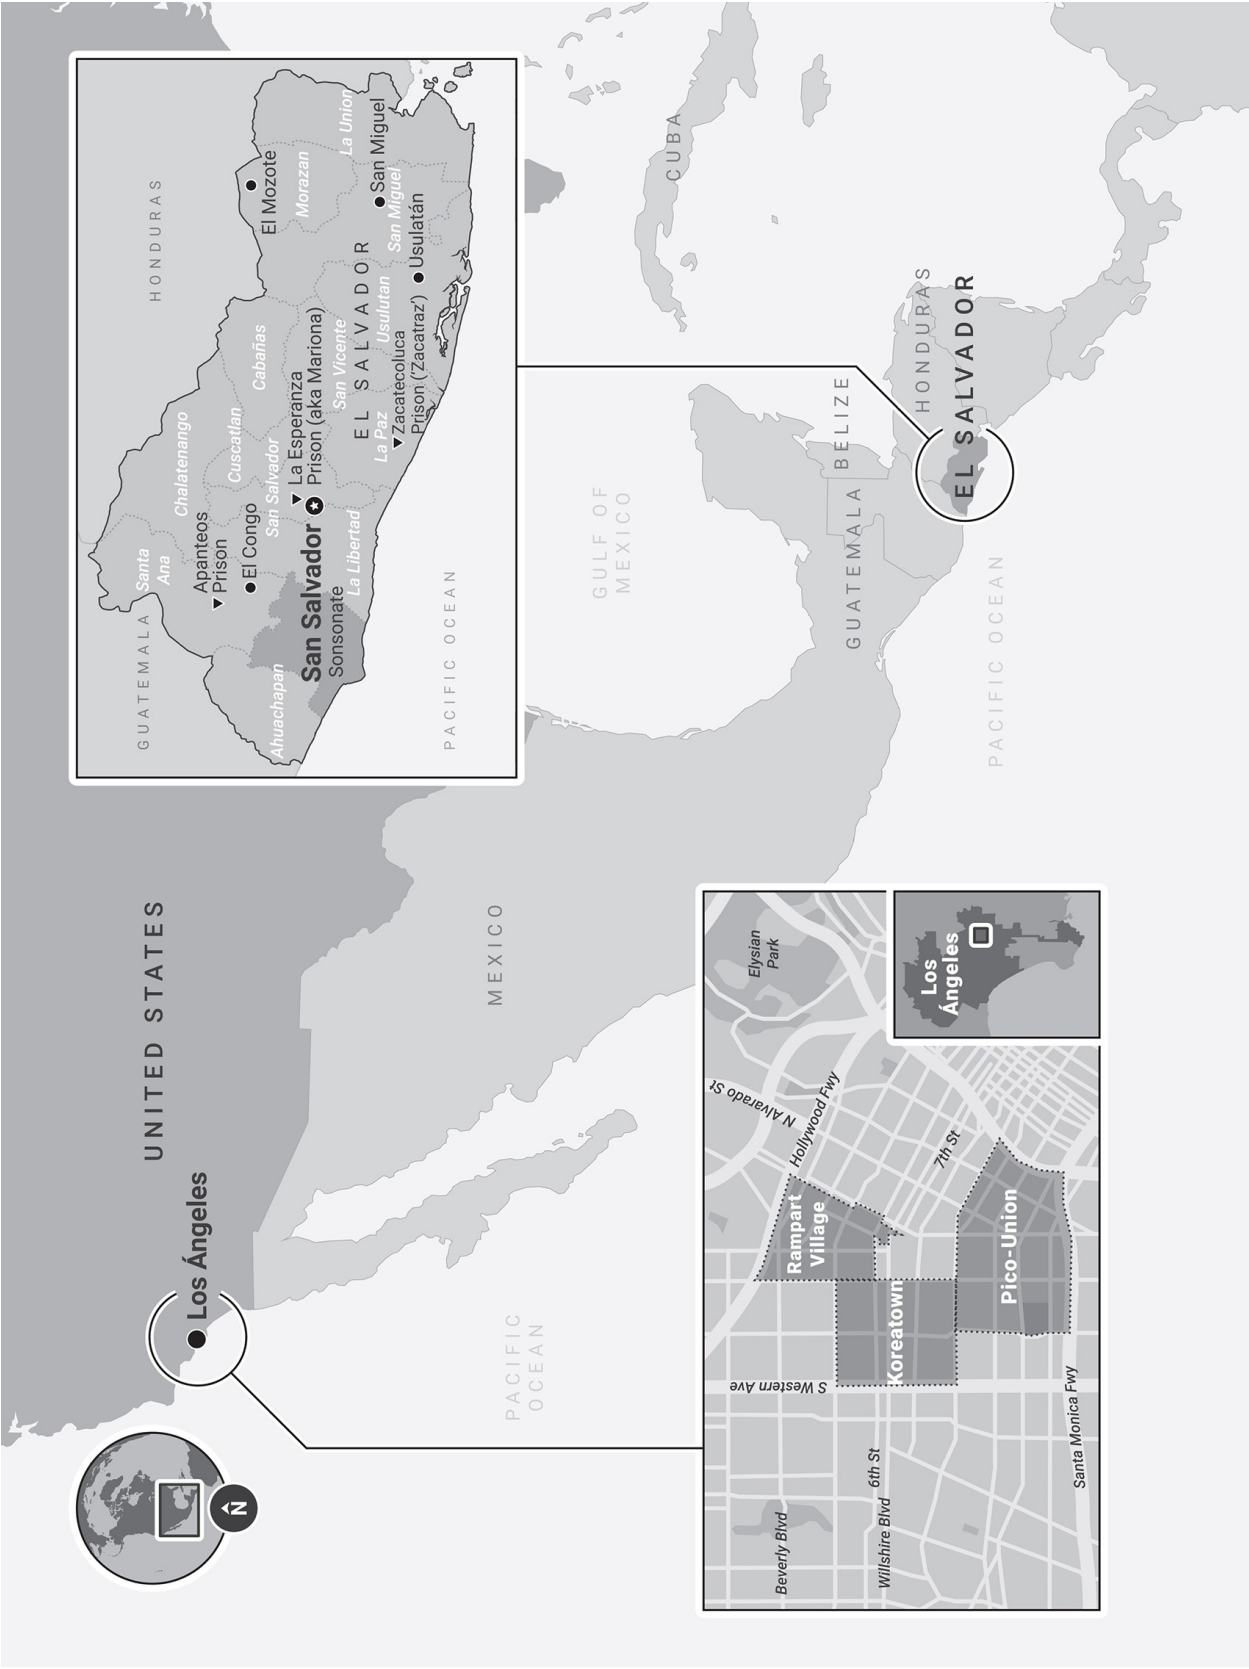 UNITED STATES
Los Ángeles
N
MEXICO
PACIFIC
OCEAN
GULF OF
MEXICO
CUBA
BELIZE
GUATEMALA
HONDURAS
EL SALVADOR
PACIFIC OCEAN
GUATEMALA
HONDURAS
Santa
Ana
Chalatenango
Apanteos
Prison
El Congo
Cuscatlan
Cabañas
El Mozote
Morazan
San Salvador
Ahuachapan
La Esperanza
Prison (aka Mariona)
San Salvador
Sonsonate
La Libertad
San Vicente
La Union
EL SALVADOR
La Paz
Usulutan
San Miguel
San Miguel
Zacatecoluca
Prison (‘Zacatraz’)
Usulatán
PACIFIC OCEAN
Elysian
Park
N Alvarado St
Hollywood Fwy
Rampart
Village
7th St
S Western Ave
Koreatown
Pico-Union
Beverly Blvd
6th St
Willshire Blvd
Santa Monica Fwy
Los
Ángeles